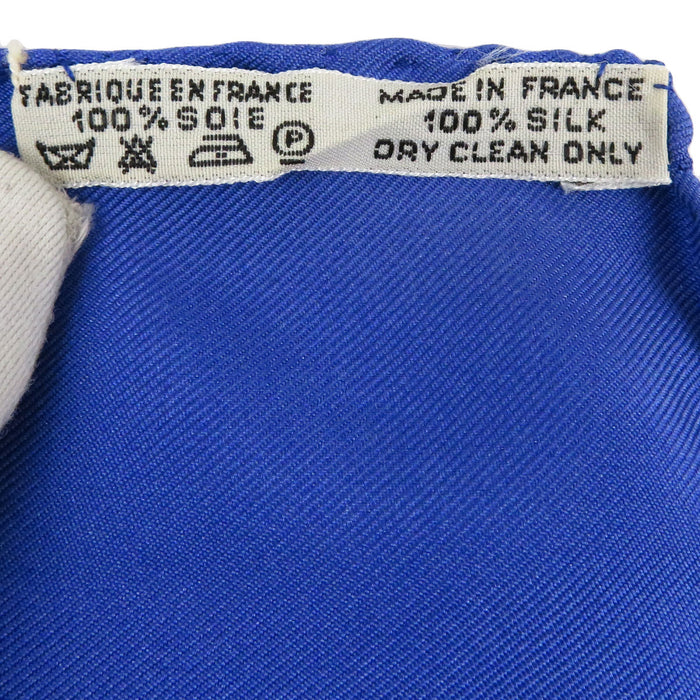 FABRIQUE EN FRANCE
100% SOIE
P
MADE IN FRANCE
100% SILK
DRY CLEAN ONLY